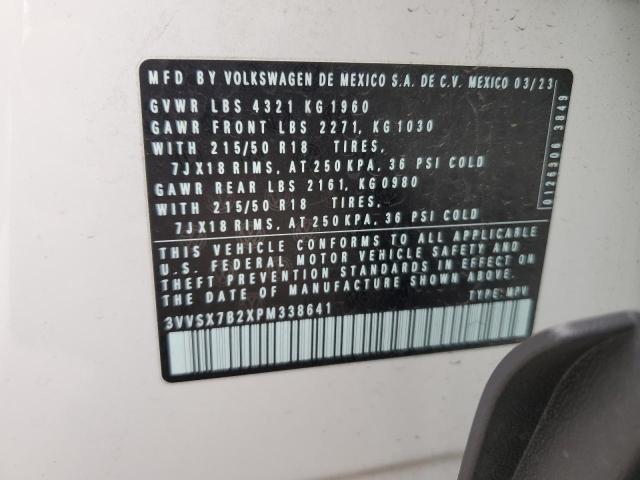 MFD BY VOLKSWAGEN DE MEXICO S.A. DE C.V. MEXICO 03/23
GVWR LBS 4321 KG 1960
GAWR FRONT LBS 2271, KG 1030
WITH 215/50 R18 TIRES,
7JX18 RIMS, AT 250 KPA, 36 PSI COLD
GAWR REAR LBS 2161, KG 0980
WITH 215/50 R18 TIRES,
7JX18 RIMS, AT 250 KPA, 36 PSI COLD
THIS VEHICLE CONFORMS TO ALL APPLICABLE
U.S. FEDERAL MOTOR VEHICLE SAFETY AND
THEFT PREVENTION STANDARDS IN EFFECT ON
THE DATE OF MANUFACTURE SHOWN ABOVE.
3VVSX7B2XPM338641 TYPE: MPV
0126306 3849